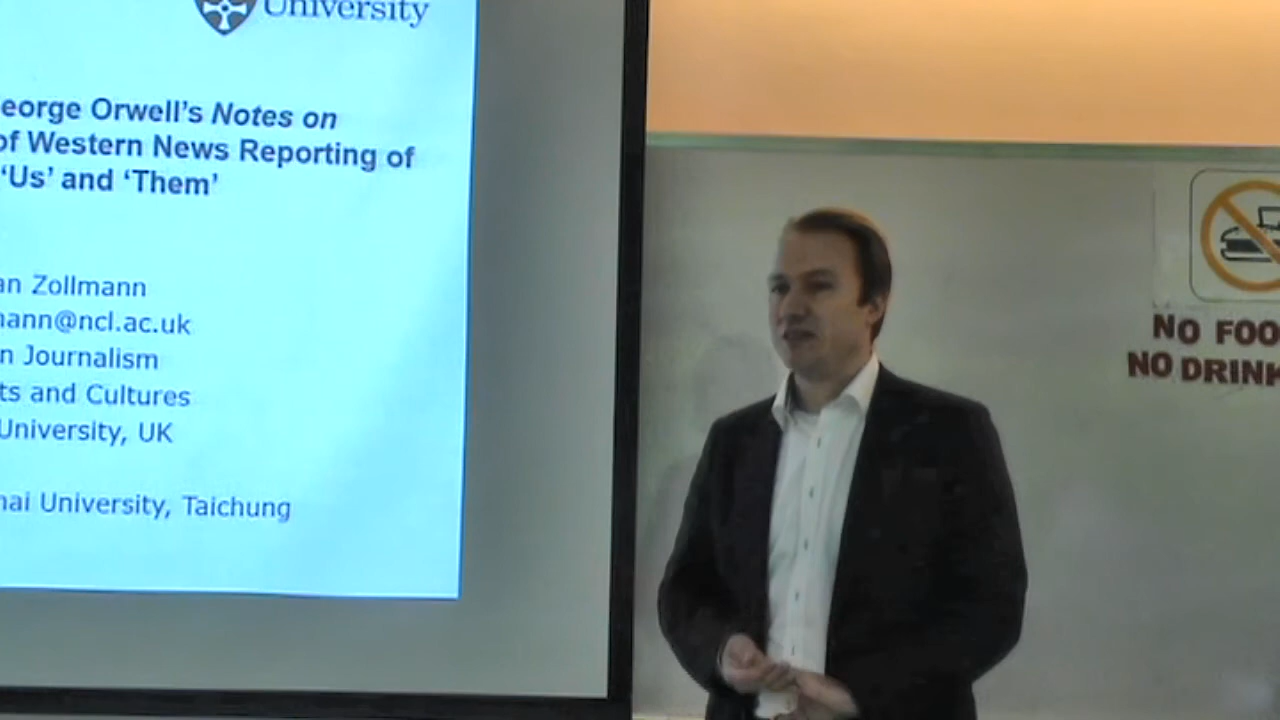 University
eorge Orwell's Notes on
of Western News Reporting of
'Us' and 'Them'
an Zollmann
nann@ncl.ac.uk
n Journalism
ts and Cultures
University, UK
hai University, Taichung
NO FOO
NO DRINK